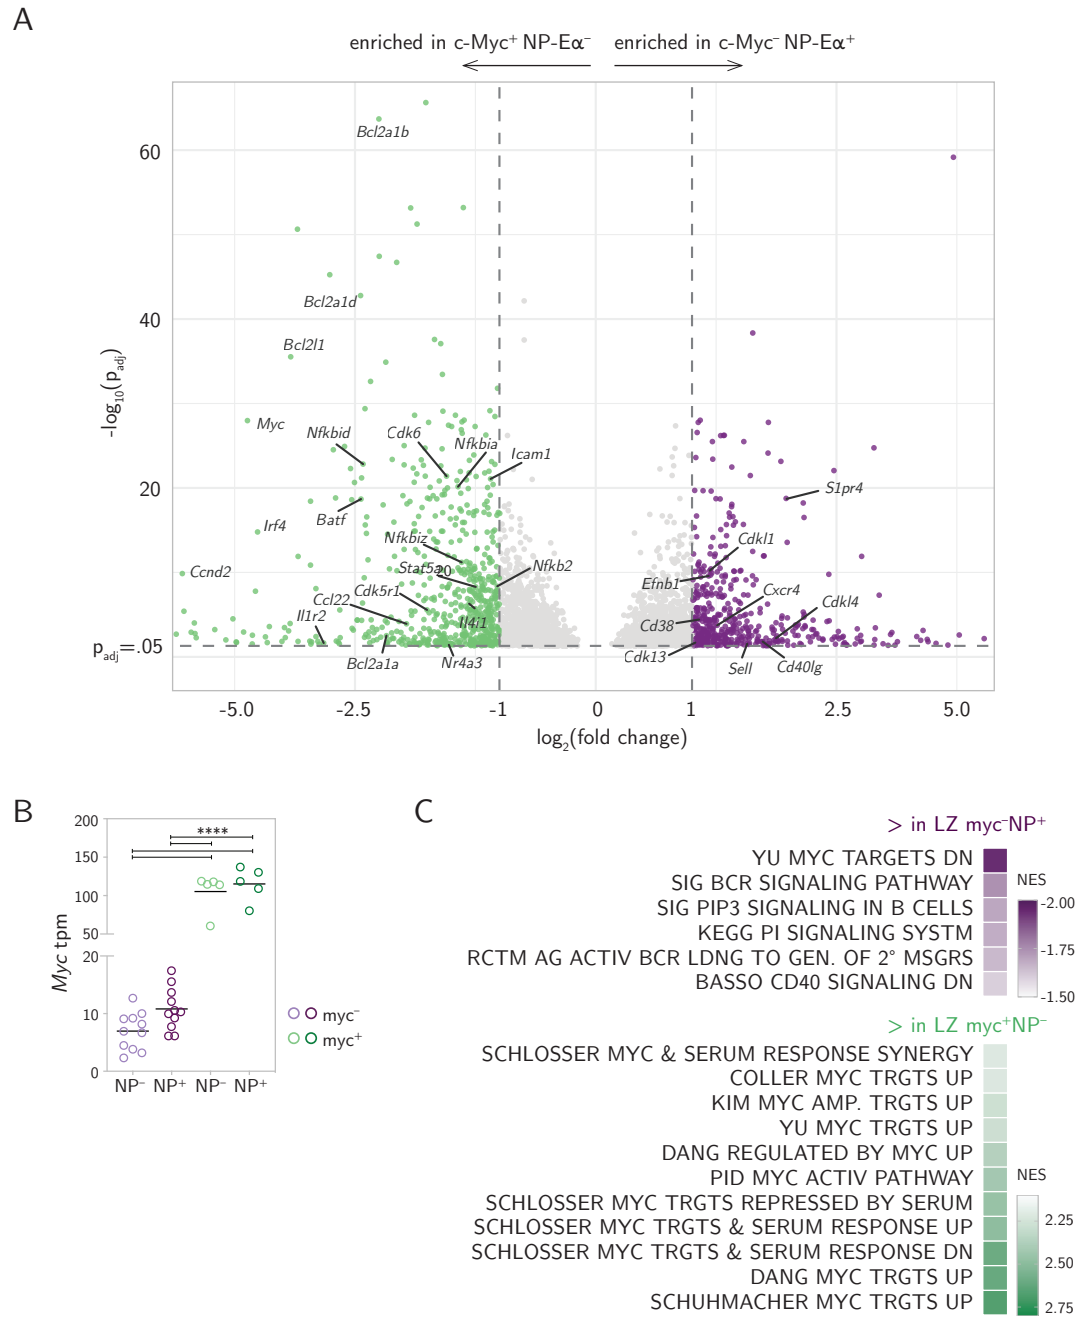 A
enriched in c-Myc⁺ NP-Eα⁻ enriched in c-Myc⁻ NP-Eα⁺
60
40
20
p_adj=.05
-log₁₀(p_adj)
Bcl2a1b
Bcl2a1d
Bcl2l1
Myc
Nfkbid
Cdk6
Nfkbia
Icam1
Batf
Irf4
S1pr4
Nfkbiz
Cdkl1
Stat5a
20
Nfkb2
Ccnd2
Efnb1
Cdk5r1
Ccl22
Cxcr4
Cdkl4
Il1r2
Il4i1
Cd38
Bcl2a1a
Nr4a3
Cdk13
Sell
Cd40lg
-5.0 -2.5 -1 0 1 2.5 5.0
log₂(fold change)
B
200
150
100
50
20
10
0
Myc tpm
****
NP⁻ NP⁺ NP⁻ NP⁺
myc⁻
myc⁺
C
> in LZ myc⁻NP⁺
YU MYC TARGETS DN
SIG BCR SIGNALING PATHWAY
SIG PIP3 SIGNALING IN B CELLS
KEGG PI SIGNALING SYSTM
RCTM AG ACTIV BCR LDNG TO GEN. OF 2° MSGRS
BASSO CD40 SIGNALING DN
NES
-2.00
-1.75
-1.50
> in LZ myc⁺NP⁻
SCHLOSSER MYC & SERUM RESPONSE SYNERGY
COLLER MYC TRGTS UP
KIM MYC AMP. TRGTS UP
YU MYC TRGTS UP
DANG REGULATED BY MYC UP
PID MYC ACTIV PATHWAY
SCHLOSSER MYC TRGTS REPRESSED BY SERUM
SCHLOSSER MYC TRGTS & SERUM RESPONSE UP
SCHLOSSER MYC TRGTS & SERUM RESPONSE DN
DANG MYC TRGTS UP
SCHUHMACHER MYC TRGTS UP
NES
2.25
2.50
2.75